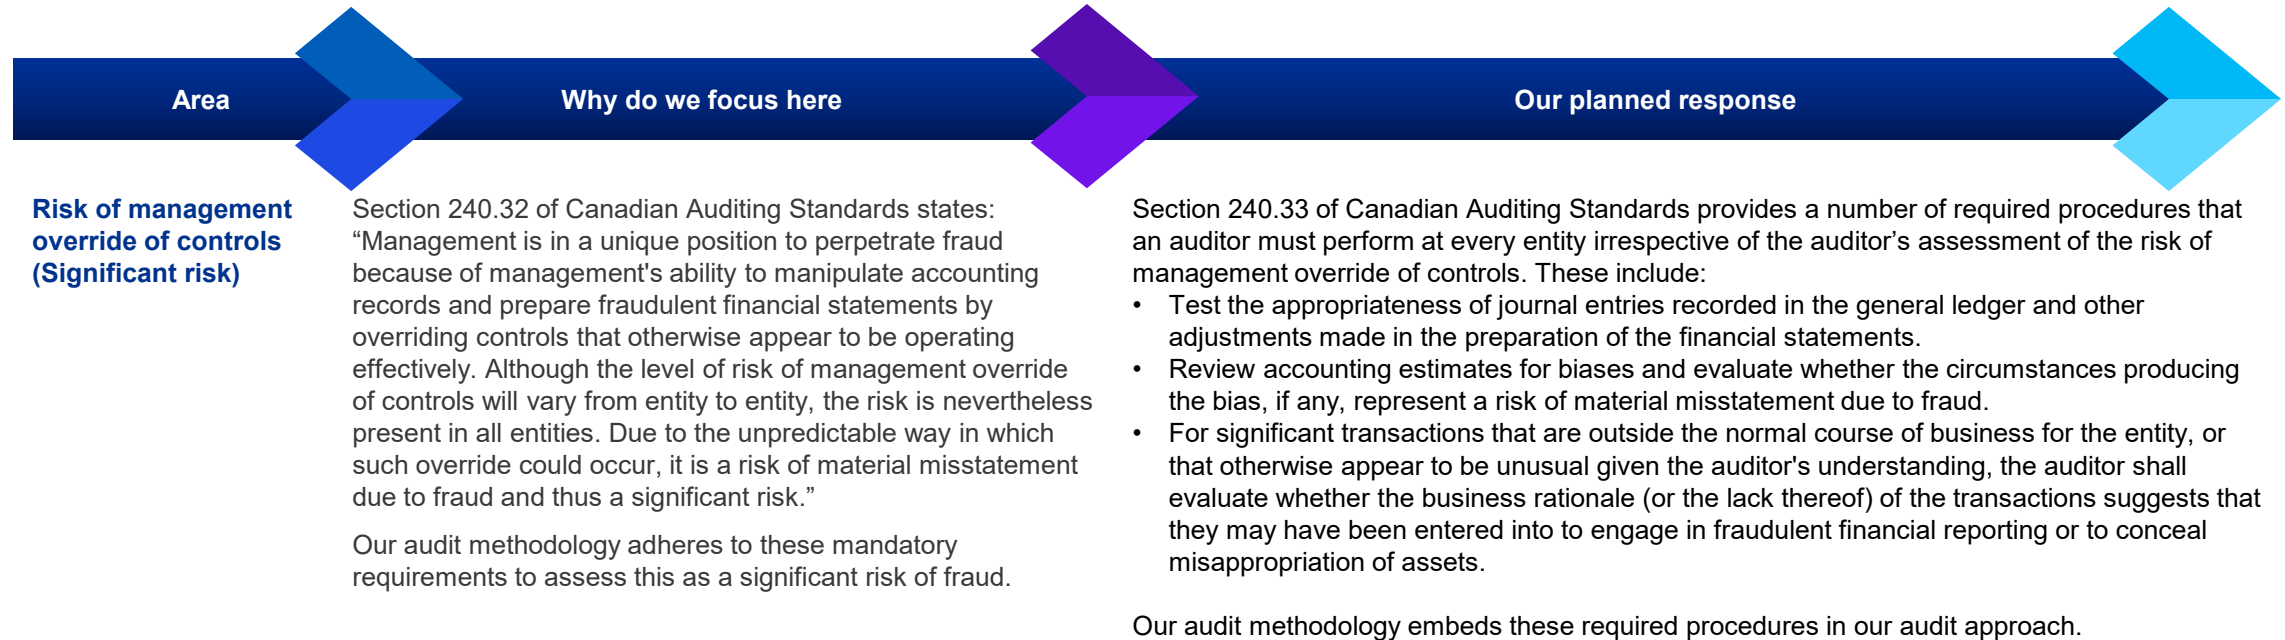 Area
Why do we focus here
Our planned response
Risk of management
override of controls
(Significant risk)
Section 240.32 of Canadian Auditing Standards states:
“Management is in a unique position to perpetrate fraud
because of management's ability to manipulate accounting
records and prepare fraudulent financial statements by
overriding controls that otherwise appear to be operating
effectively. Although the level of risk of management override
of controls will vary from entity to entity, the risk is nevertheless
present in all entities. Due to the unpredictable way in which
such override could occur, it is a risk of material misstatement
due to fraud and thus a significant risk.”
Our audit methodology adheres to these mandatory
requirements to assess this as a significant risk of fraud.
Section 240.33 of Canadian Auditing Standards provides a number of required procedures that
an auditor must perform at every entity irrespective of the auditor’s assessment of the risk of
management override of controls. These include:
• Test the appropriateness of journal entries recorded in the general ledger and other
adjustments made in the preparation of the financial statements.
• Review accounting estimates for biases and evaluate whether the circumstances producing
the bias, if any, represent a risk of material misstatement due to fraud.
• For significant transactions that are outside the normal course of business for the entity, or
that otherwise appear to be unusual given the auditor's understanding, the auditor shall
evaluate whether the business rationale (or the lack thereof) of the transactions suggests that
they may have been entered into to engage in fraudulent financial reporting or to conceal
misappropriation of assets.
Our audit methodology embeds these required procedures in our audit approach.